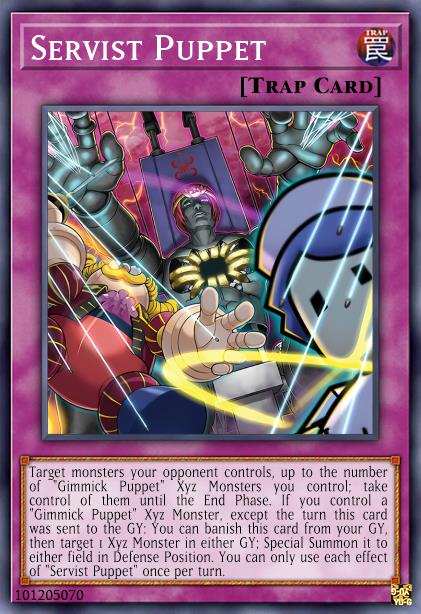 SERVIST PUPPET
TRAP
罠
[TRAP CARD]
Target monsters your opponent controls, up to the number
of "Gimmick Puppet" Xyz Monsters you control; take
control of them until the End Phase. If you control a
"Gimmick Puppet" Xyz Monster, except the turn this card
was sent to the GY: You can banish this card from your GY,
then target 1 Xyz Monster in either GY; Special Summon it to
either field in Defense Position. You can only use each effect
of "Servist Puppet" once per turn.
101205070